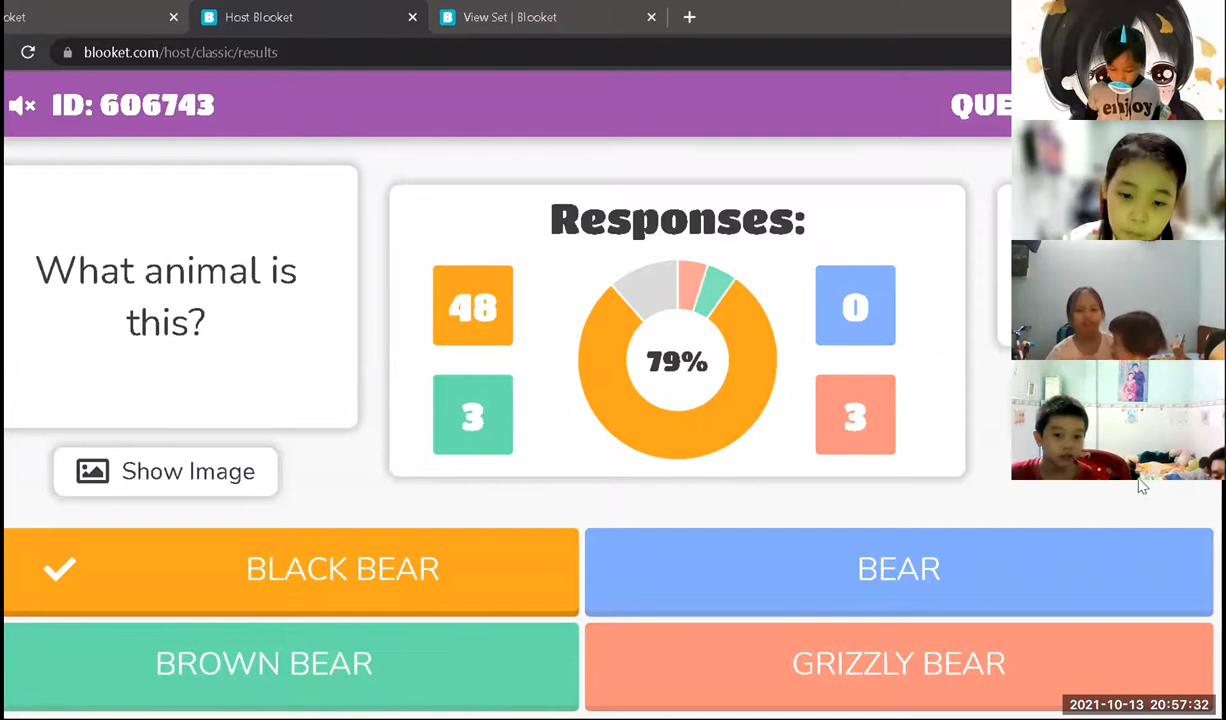 ooket
Host Blooket
View Set | Blooket
blooket.com/host/classic/results
ID: 606743
QUE
What animal is
this?
Responses:
48
0
79%
3
3
Show Image
BLACK BEAR
BEAR
BROWN BEAR
GRIZZLY BEAR
enjoy
2021-10-13 20:57:32